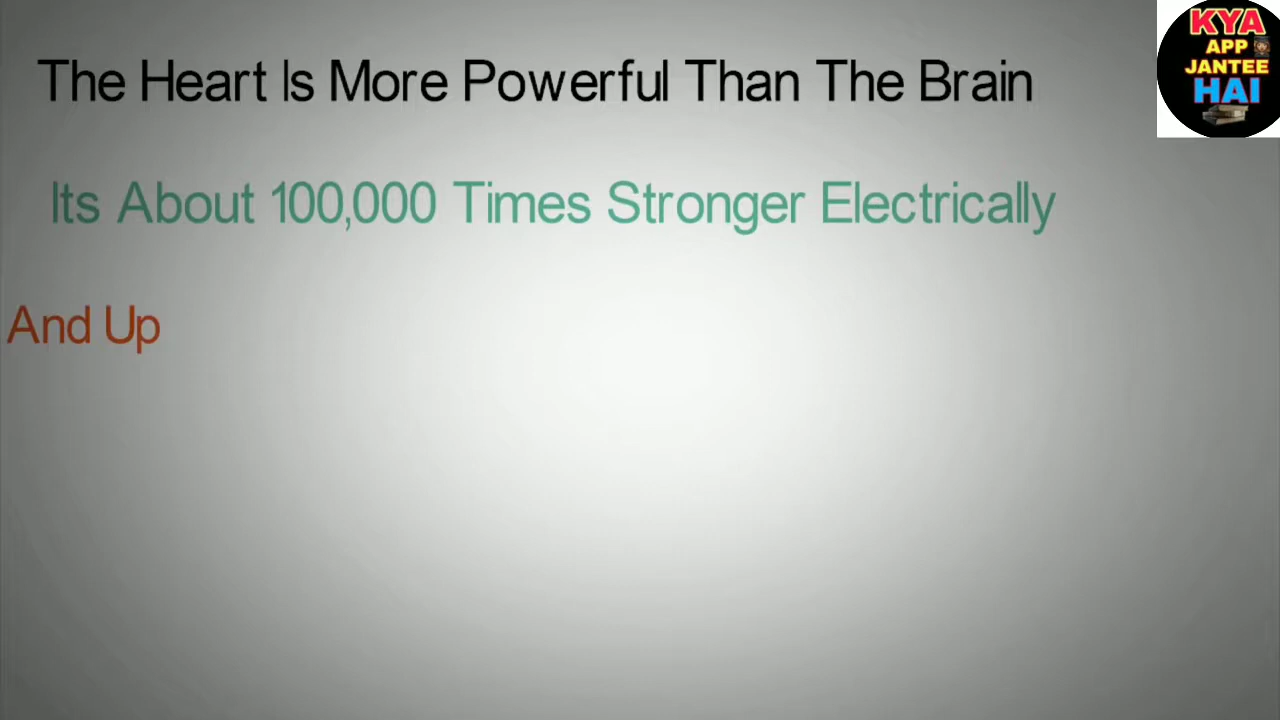 The Heart Is More Powerful Than The Brain
Its About 100,000 Times Stronger Electrically
And Up
KYA
APP
JANTEE
HAI